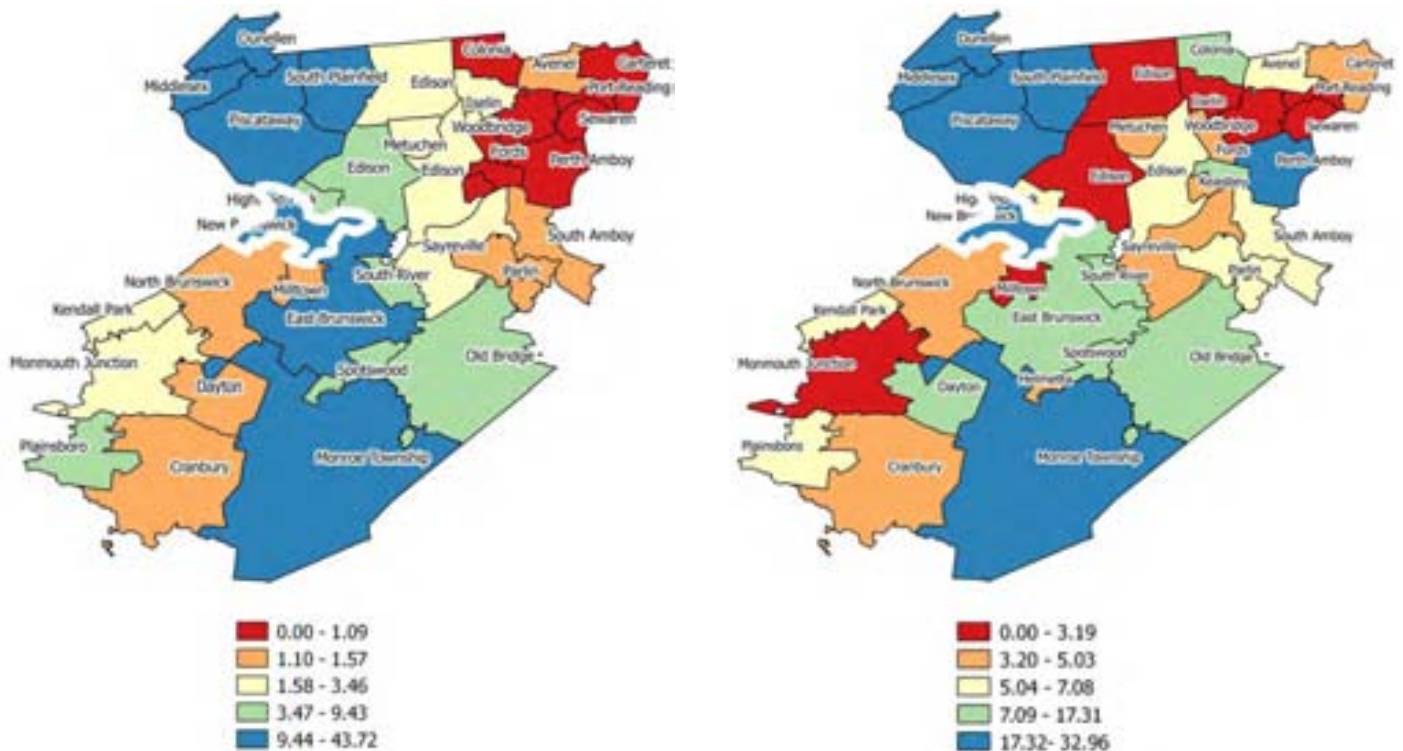 Dunellen
Colonia
Avenel
Carteret
Middlesex
South Plainfield
Edison
Port Reading
Iselin
Piscataway
Woodbridge
Sewaren
Metuchen
Fords
Edison
Edison
Perth Amboy
South Amboy
Sayreville
North Brunswick
South River
Parlin
Milltown
Kendall Park
East Brunswick
Monmouth Junction
Old Bridge
Spotswood
Dayton
Plainsboro
Cranbury
Monroe Township
0.00 - 1.09
1.10 - 1.57
1.58 - 3.46
3.47 - 9.43
9.44 - 43.72
Dunellen
Colonia
Avenel
Carteret
Middlesex
South Plainfield
Edison
Port Reading
Iselin
Piscataway
Woodbridge
Sewaren
Metuchen
Fords
Edison
Edison
Perth Amboy
Keasbey
South Amboy
Sayreville
North Brunswick
South River
Parlin
Milltown
Kendall Park
East Brunswick
Monmouth Junction
Spotswood
Old Bridge
Helmetta
Dayton
Plainsboro
Cranbury
Monroe Township
0.00 - 3.19
3.20 - 5.03
5.04 - 7.08
7.09 - 17.31
17.32- 32.96